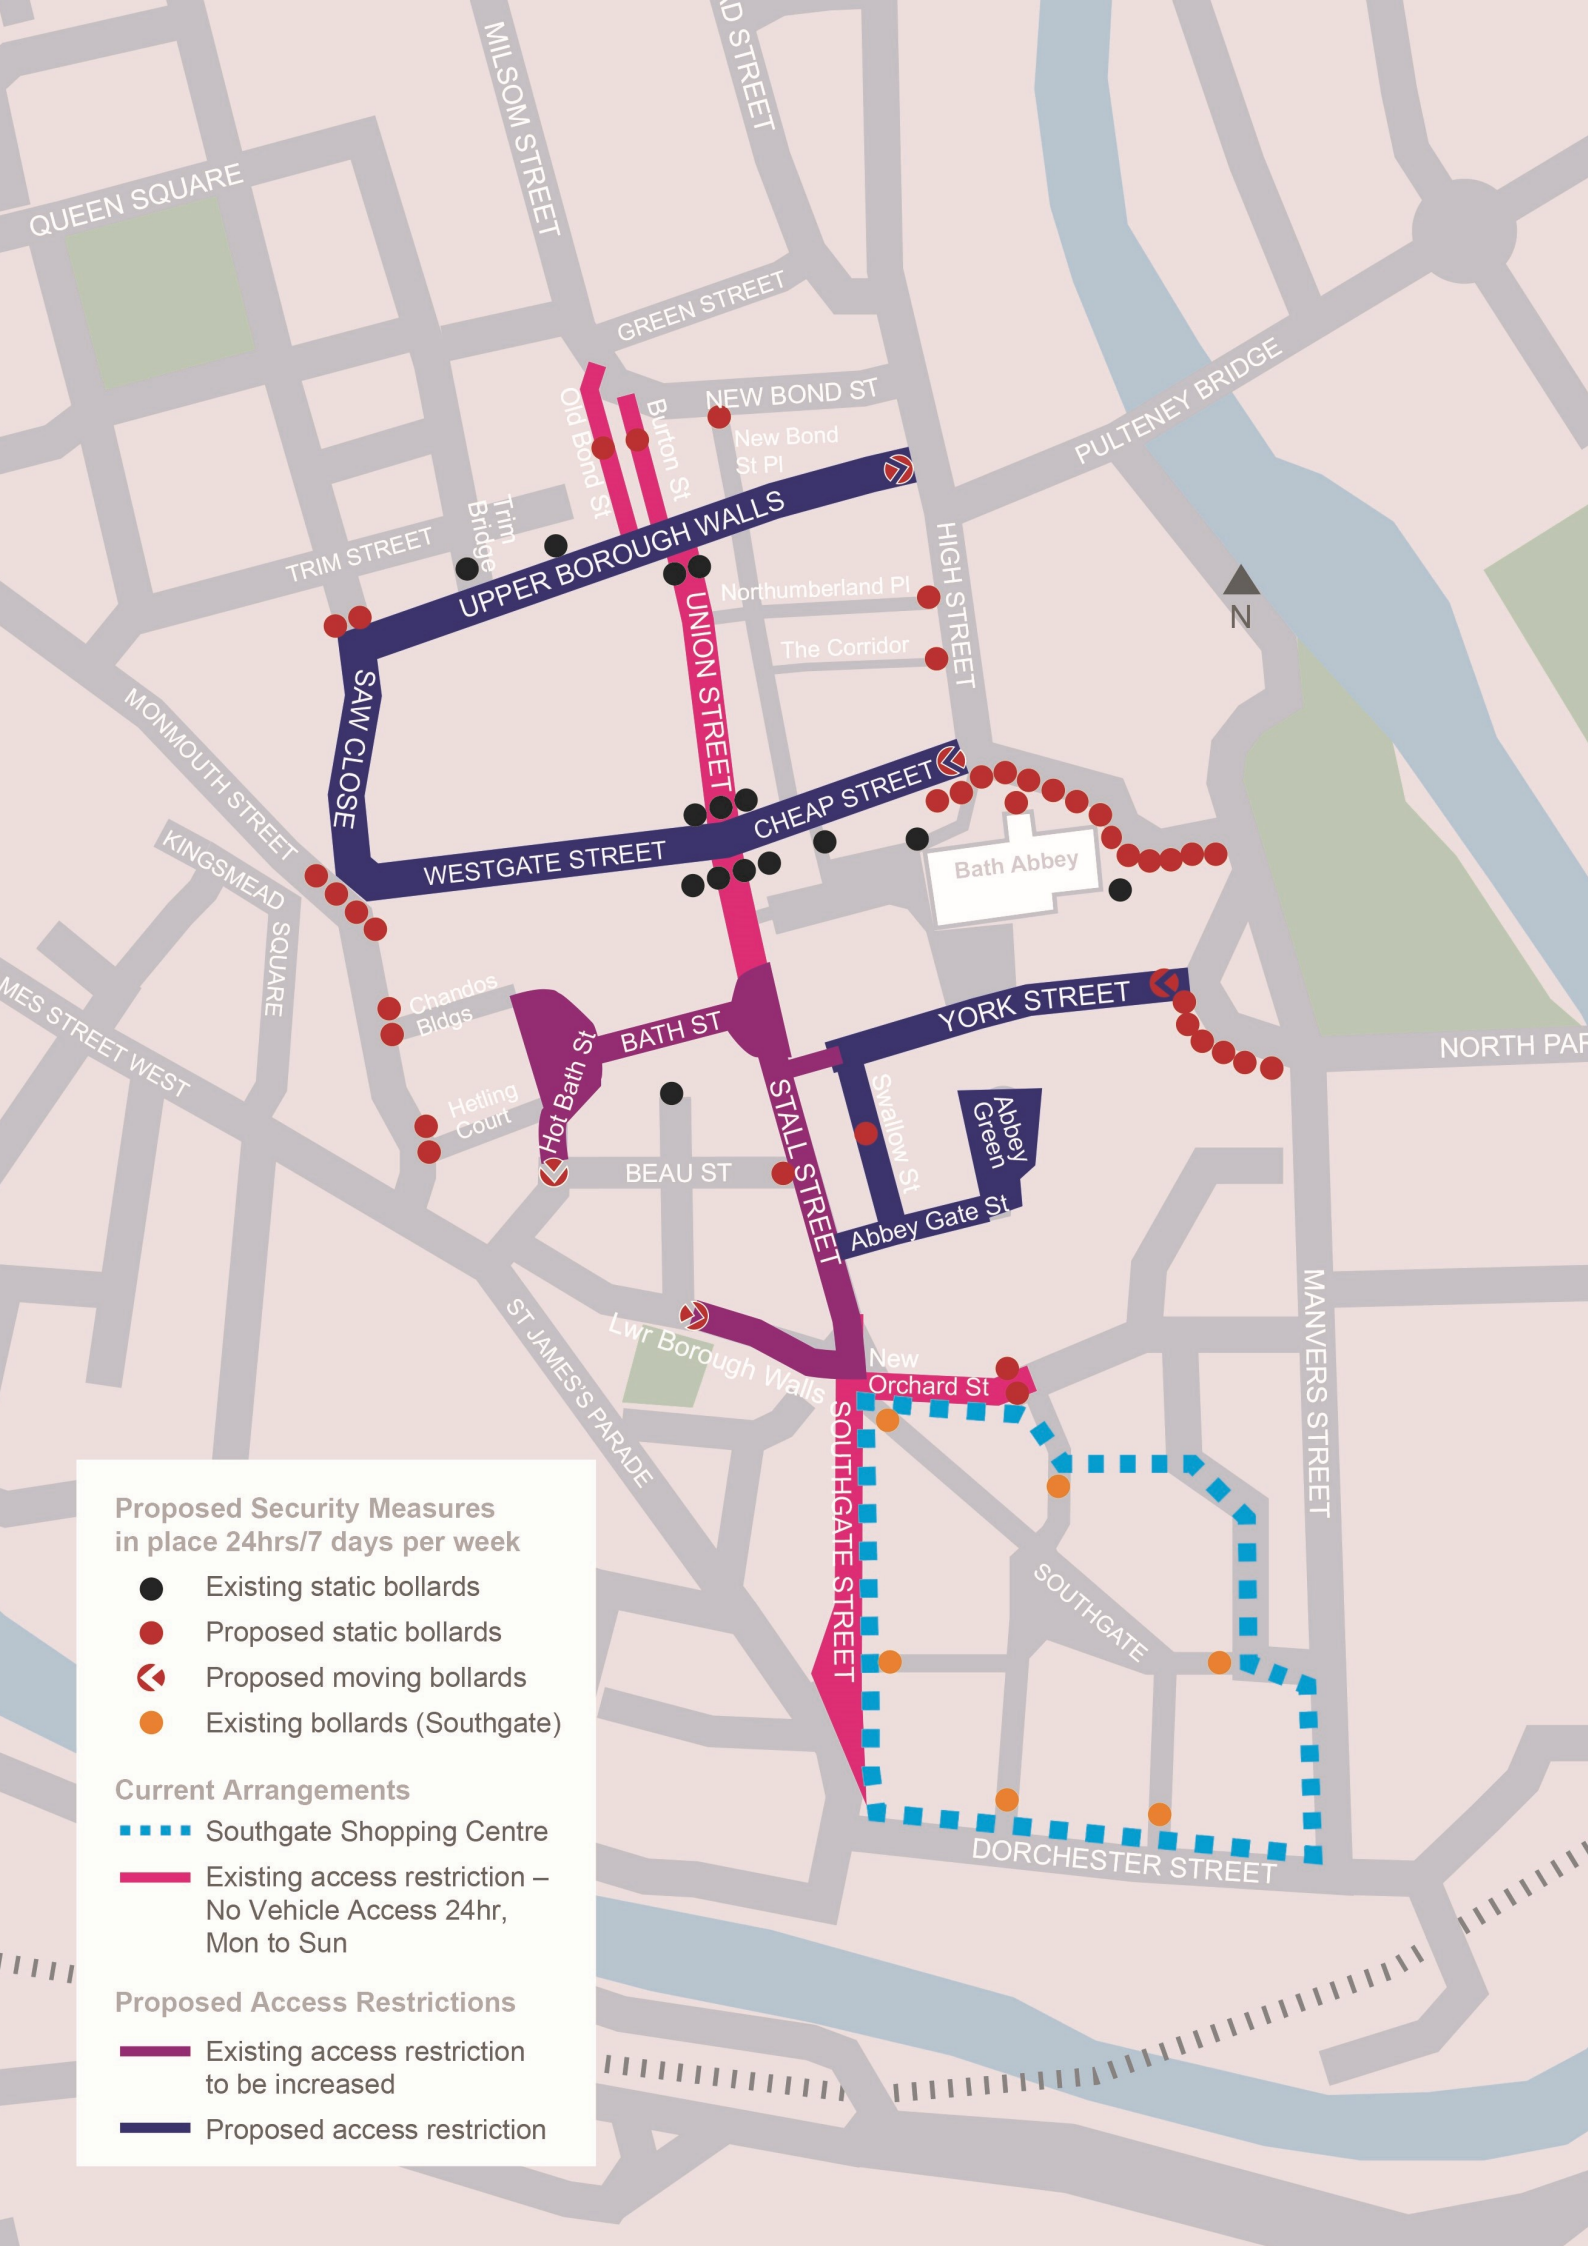 MILSOM STREET
AD STREET
QUEEN SQUARE
GREEN STREET
NEW BOND ST
PULTENEY BRIDGE
Old Bond St
Burton St
New Bond
St Pl
Trim
Bridge
TRIM STREET
UPPER BOROUGH WALLS
HIGH STREET
N
Northumberland Pl
The Corridor
UNION STREET
SAW CLOSE
MONMOUTH STREET
KINGSMEAD
SQUARE
CHEAP STREET
WESTGATE STREET
Bath Abbey
MES STREET WEST
Chandos
Bldgs
Hetling
Court
Hot Bath St
BATH ST
YORK STREET
NORTH PAR
STALL STREET
Swallow St
Abbey
Green
BEAU ST
Abbey Gate St
MANVERS STREET
ST JAMES'S PARADE
Lwr Borough Walls
New
Orchard St
SOUTHGATE STREET
SOUTHGATE
DORCHESTER STREET
Proposed Security Measures
in place 24hrs/7 days per week
Existing static bollards
Proposed static bollards
Proposed moving bollards
Existing bollards (Southgate)
Current Arrangements
Southgate Shopping Centre
Existing access restriction –
No Vehicle Access 24hr,
Mon to Sun
Proposed Access Restrictions
Existing access restriction
to be increased
Proposed access restriction